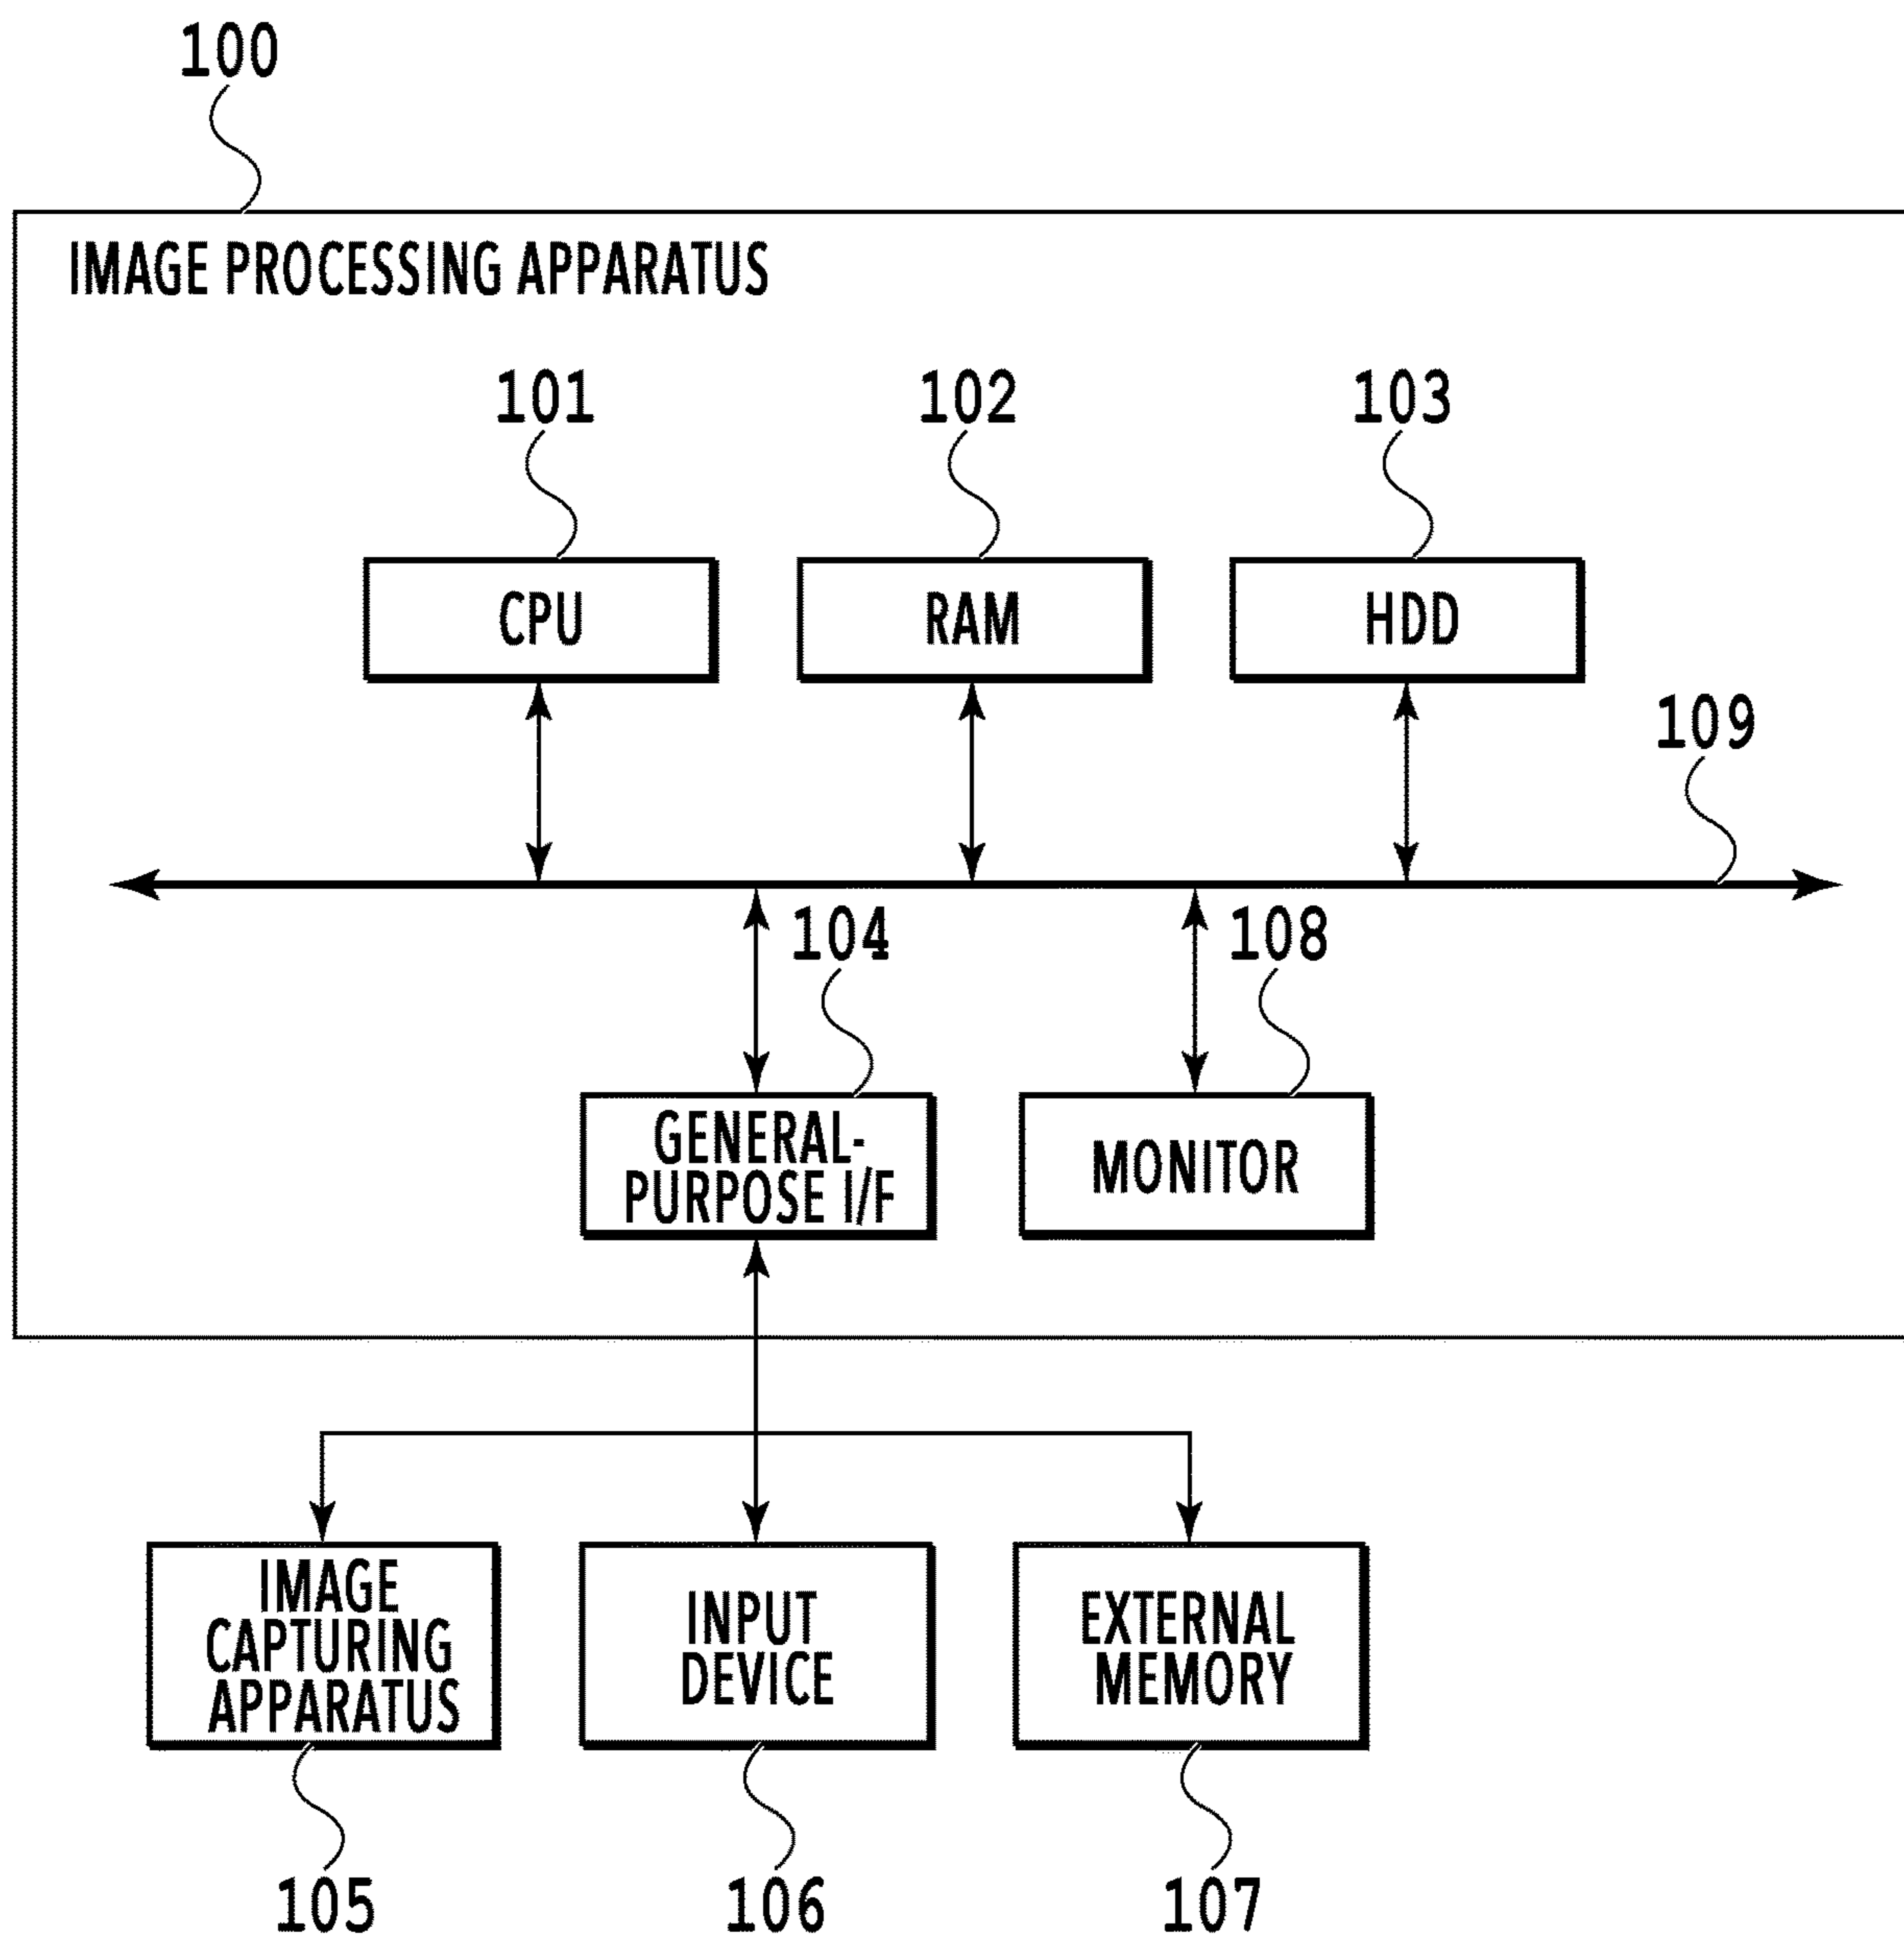 100
IMAGE PROCESSING APPARATUS
101
102
103
CPU
RAM
HDD
109
104
108
GENERAL-
PURPOSE I/F
MONITOR
IMAGE
CAPTURING
APPARATUS
INPUT
DEVICE
EXTERNAL
MEMORY
105
106
107